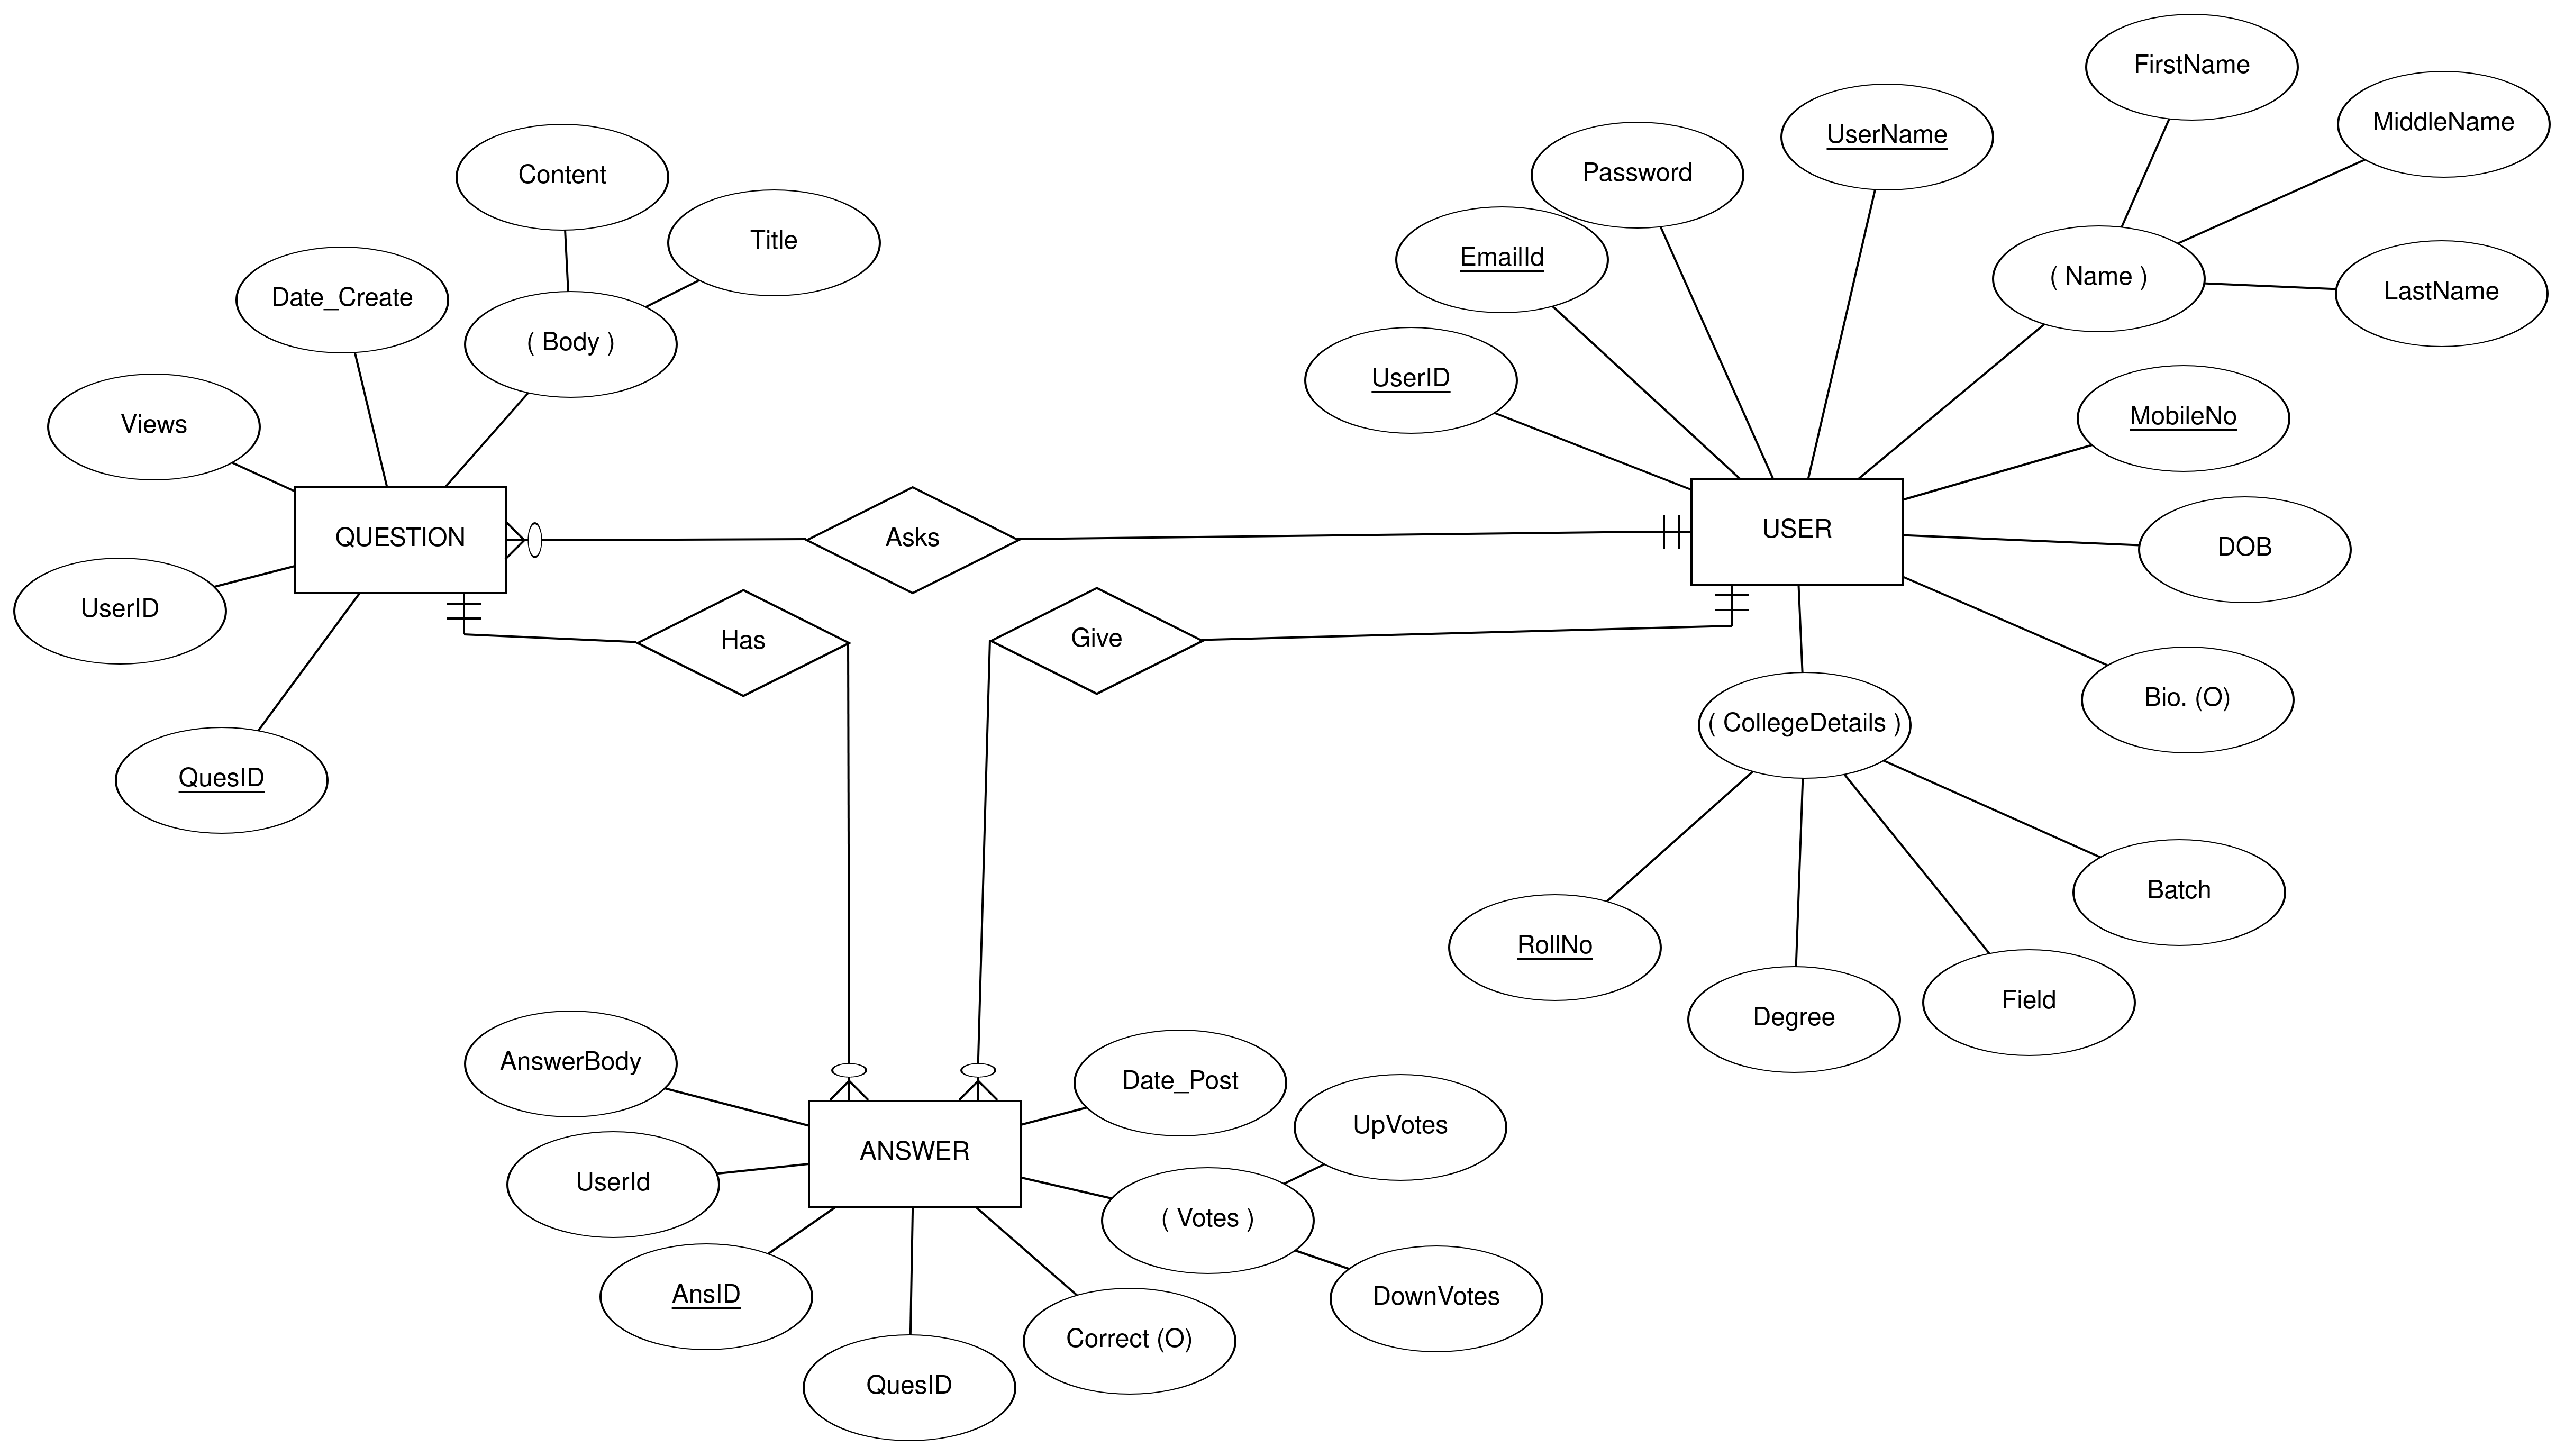 FirstName
MiddleName
UserName
Password
Content
Title
EmailId
( Name )
LastName
Date_Create
( Body )
UserID
MobileNo
Views
QUESTION
Asks
USER
DOB
UserID
Has
Give
Bio. (O)
( CollegeDetails )
QuesID
Batch
RollNo
Field
Degree
AnswerBody
Date_Post
UpVotes
ANSWER
UserId
( Votes )
AnsID
DownVotes
Correct (O)
QuesID